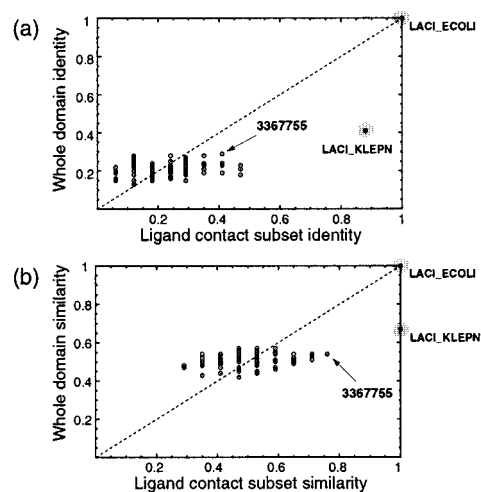 (a)
Whole domain identity
1
0.8
0.6
0.4
0.2
0.2
0.4
0.6
0.8
1
Ligand contact subset identity
LACI_ECOLI
3367755
LACI_KLEPN
(b)
Whole domain similarity
1
0.8
0.6
0.4
0.2
0.2
0.4
0.6
0.8
1
Ligand contact subset similarity
LACI_ECOLI
LACI_KLEPN
3367755